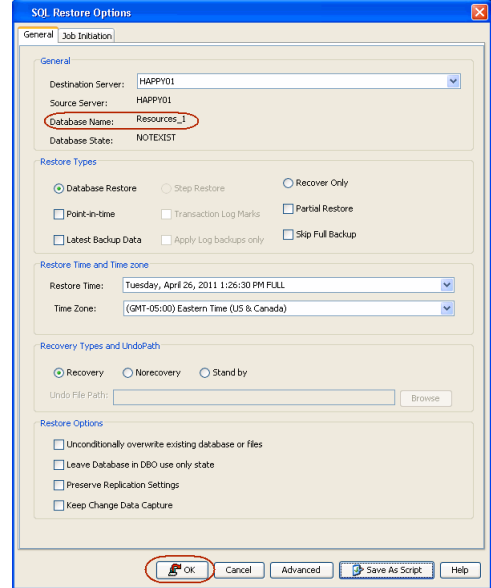 SQL Restore Options
General Job Initiation
General
Destination Server: HAPPY01
Source Server: HAPPY01
Database Name: Resources_1
Database State: NOTEXIST
Restore Types
Database Restore Step Restore Recover Only
Point-in-time Transaction Log Marks Partial Restore
Latest Backup Data Apply Log backups only Skip Full Backup
Restore Time and Time zone
Restore Time: Tuesday, April 26, 2011 1:26:30 PM FULL
Time Zone: (GMT-05:00) Eastern Time (US & Canada)
Recovery Types and UndoPath
Recovery Norecovery Stand by
Undo File Path: Browse
Restore Options
Unconditionally overwrite existing database or files
Leave Database in DBO use only state
Preserve Replication Settings
Keep Change Data Capture
OK Cancel Advanced Save As Script Help